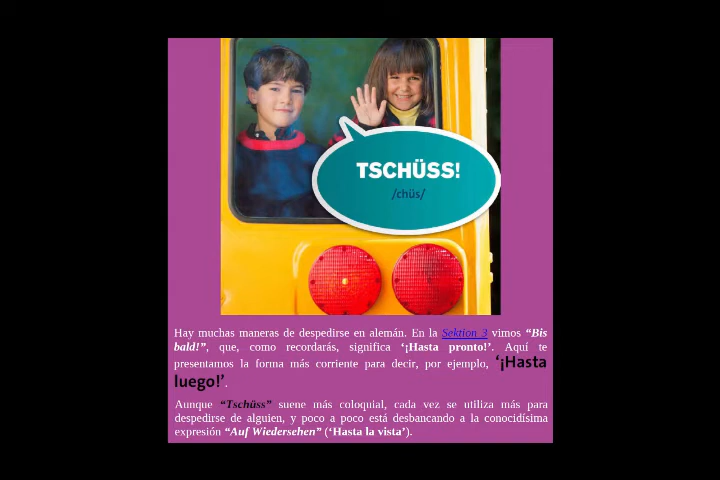 TSCHÜSS!
/chüs/
Hay muchas maneras de despedirse en alemán. En la Sektion 3 vimos “Bis
bald!”, que, como recordarás, significa ‘¡Hasta pronto!’. Aquí te
presentamos la forma más corriente para decir, por ejemplo, ‘¡Hasta
luego!’.
Aunque “Tschüss” suene más coloquial, cada vez se utiliza más para
despedirse de alguien, y poco a poco está desbancando a la conocidísima
expresión “Auf Wiedersehen” (‘Hasta la vista’).